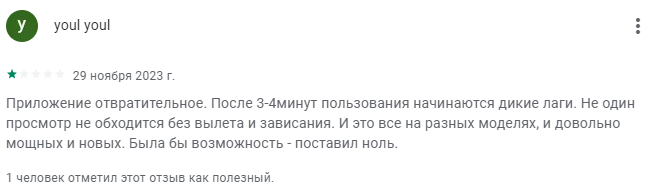 y
youl youl
29 ноября 2023 г.
Приложение отвратительное. После 3-4минут пользования начинаются дикие лаги. Не один
просмотр не обходится без вылета и зависания. И это все на разных моделях, и довольно
мощных и новых. Была бы возможность - поставил ноль.
1 человек отметил этот отзыв как полезный.